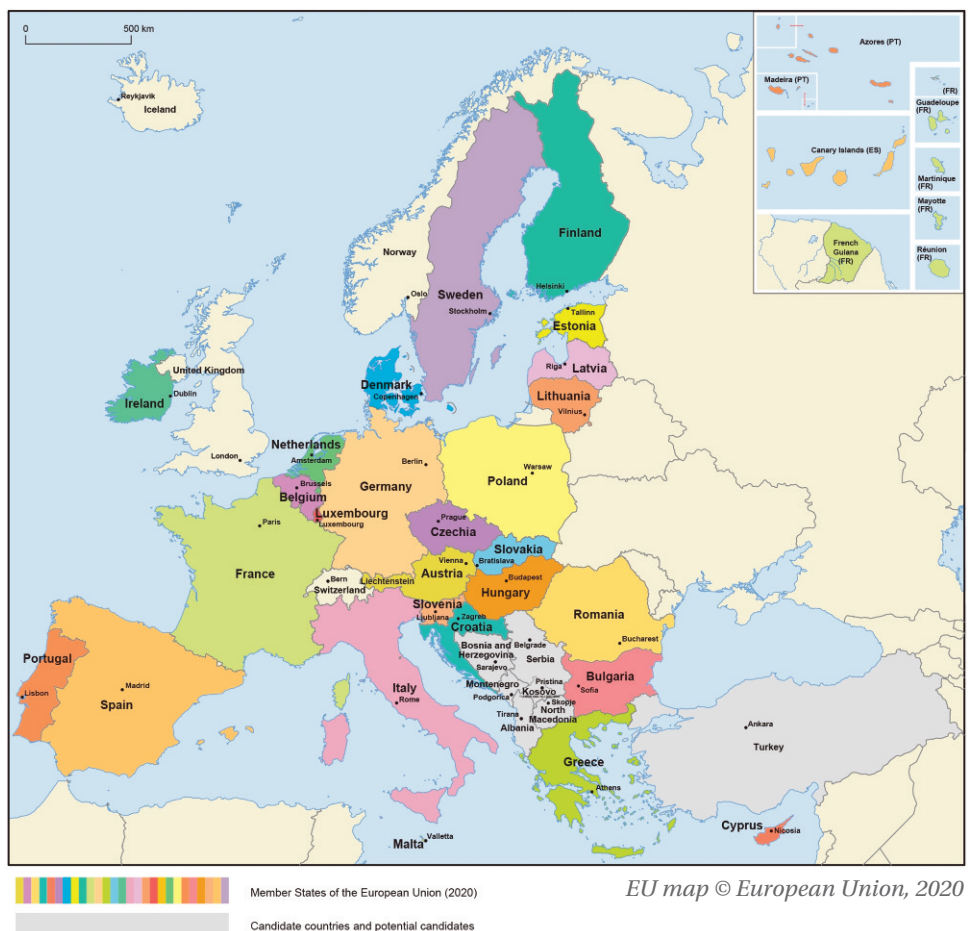 0
500 km
Azores (PT)
Madeira (PT)
(FR)
Guadeloupe
(FR)
Canary Islands (ES)
Martinique
(FR)
Mayotte
(FR)
French
Guiana
(FR)
Réunion
(FR)
Reykjavik
Iceland
Norway
Finland
Oslo
Helsinki
Sweden
Stockholm
Tallinn
Estonia
Riga
Latvia
United Kingdom
Denmark
Copenhagen
Lithuania
Vilnius
Ireland
Dublin
Netherlands
Amsterdam
London
Berlin
Warsaw
Poland
Brussels
Belgium
Germany
Luxembourg
Luxembourg
Paris
Prague
Czechia
Slovakia
Bratislava
Vienna
Austria
France
Bern
Switzerland
Liechtenstein
Budapest
Hungary
Slovenia
Ljubljana
Zagreb
Croatia
Romania
Bucharest
Bosnia and
Herzegovina
Sarajevo
Belgrade
Serbia
Portugal
Lisbon
Madrid
Spain
Italy
Rome
Montenegro
Podgorica
Pristina
Kosovo
Bulgaria
Sofia
Skopje
North
Macedonia
Tirana
Albania
Ankara
Turkey
Greece
Athens
Malta
Valletta
Cyprus
Nicosia
Member States of the European Union (2020)
EU map © European Union, 2020
Candidate countries and potential candidates